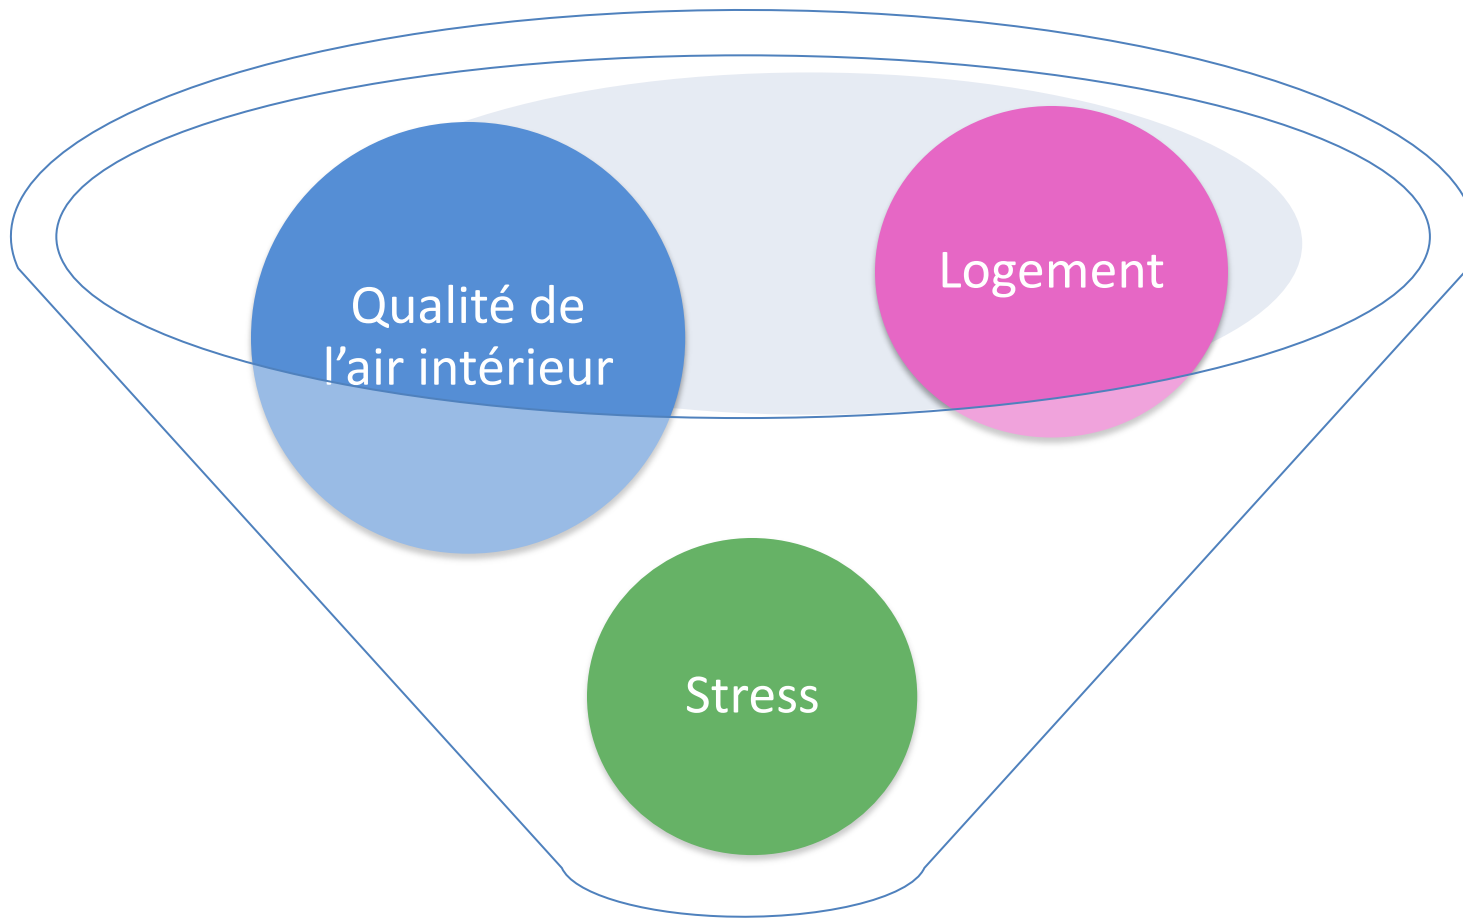 Qualité de
l’air intérieur
Logement
Stress